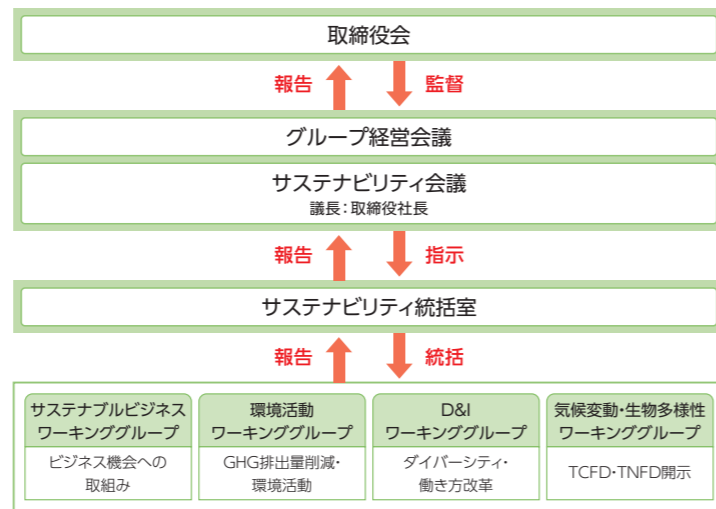 取締役会
報告 監督
グループ経営会議
サステナビリティ会議
議長：取締役社長
報告 指示
サステナビリティ統括室
報告 統括
サステナブルビジネス
ワーキンググループ
ビジネス機会への
取組み
環境活動
ワーキンググループ
GHG排出量削減・
環境活動
D&I
ワーキンググループ
ダイバーシティ・
働き方改革
気候変動・生物多様性
ワーキンググループ
TCFD・TNFD開示